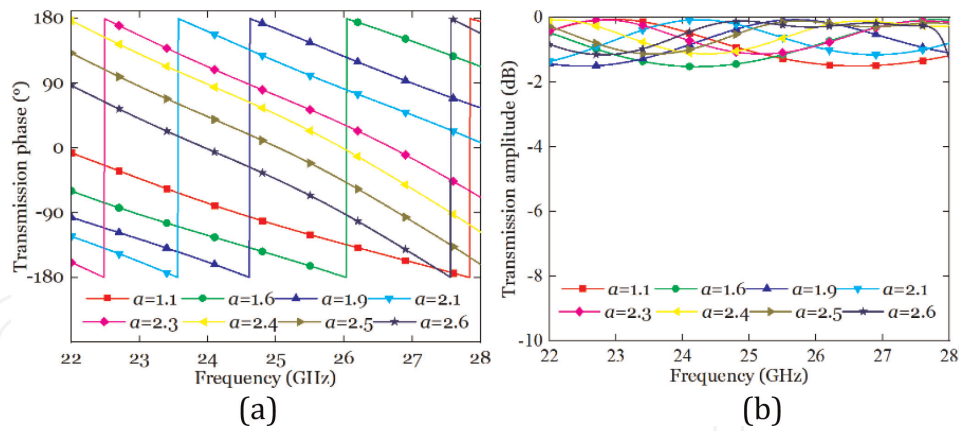 180
90
0
-90
-180
Transmission phase (º)
a=1.1 a=1.6 a=1.9 a=2.1
a=2.3 a=2.4 a=2.5 a=2.6
22 23 24 25 26 27 28
Frequency (GHz)
(a)
0
-2
-4
-6
-8
-10
Transmission amplitude (dB)
a=1.1 a=1.6 a=1.9 a=2.1
a=2.3 a=2.4 a=2.5 a=2.6
22 23 24 25 26 27 28
Frequency (GHz)
(b)